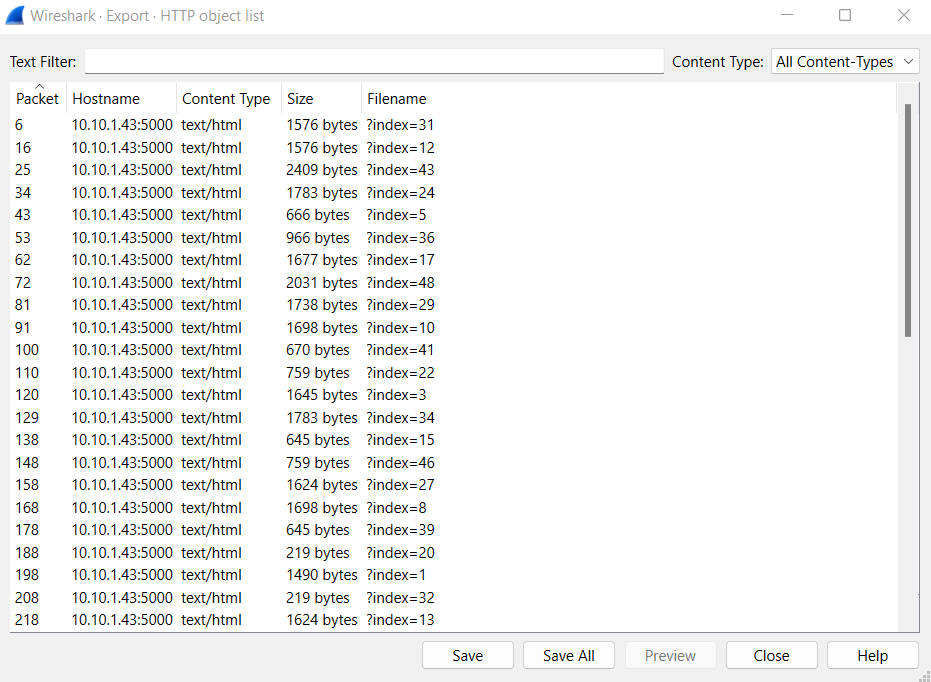 Wireshark · Export · HTTP object list
Text Filter: Content Type: All Content-Types
Packet Hostname Content Type Size Filename
6 10.10.1.43:5000 text/html 1576 bytes ?index=31
16 10.10.1.43:5000 text/html 1576 bytes ?index=12
25 10.10.1.43:5000 text/html 2409 bytes ?index=43
34 10.10.1.43:5000 text/html 1783 bytes ?index=24
43 10.10.1.43:5000 text/html 666 bytes ?index=5
53 10.10.1.43:5000 text/html 966 bytes ?index=36
62 10.10.1.43:5000 text/html 1677 bytes ?index=17
72 10.10.1.43:5000 text/html 2031 bytes ?index=48
81 10.10.1.43:5000 text/html 1738 bytes ?index=29
91 10.10.1.43:5000 text/html 1698 bytes ?index=10
100 10.10.1.43:5000 text/html 670 bytes ?index=41
110 10.10.1.43:5000 text/html 759 bytes ?index=22
120 10.10.1.43:5000 text/html 1645 bytes ?index=3
129 10.10.1.43:5000 text/html 1783 bytes ?index=34
138 10.10.1.43:5000 text/html 645 bytes ?index=15
148 10.10.1.43:5000 text/html 759 bytes ?index=46
158 10.10.1.43:5000 text/html 1624 bytes ?index=27
168 10.10.1.43:5000 text/html 1698 bytes ?index=8
178 10.10.1.43:5000 text/html 645 bytes ?index=39
188 10.10.1.43:5000 text/html 219 bytes ?index=20
198 10.10.1.43:5000 text/html 1490 bytes ?index=1
208 10.10.1.43:5000 text/html 219 bytes ?index=32
218 10.10.1.43:5000 text/html 1624 bytes ?index=13
Save Save All Preview Close Help